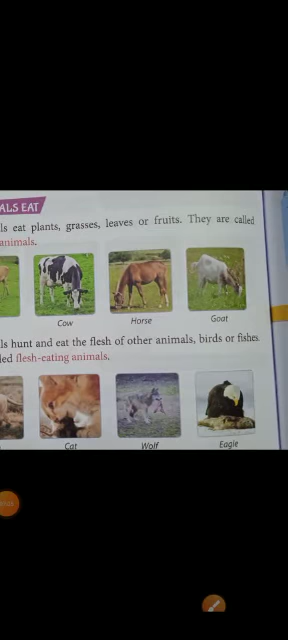 ALS EAT
ls eat plants, grasses, leaves or fruits. They are called
animals.
Cow Horse Goat
ls hunt and eat the flesh of other animals, birds or fishes.
led flesh-eating animals.
Cat Wolf Eagle